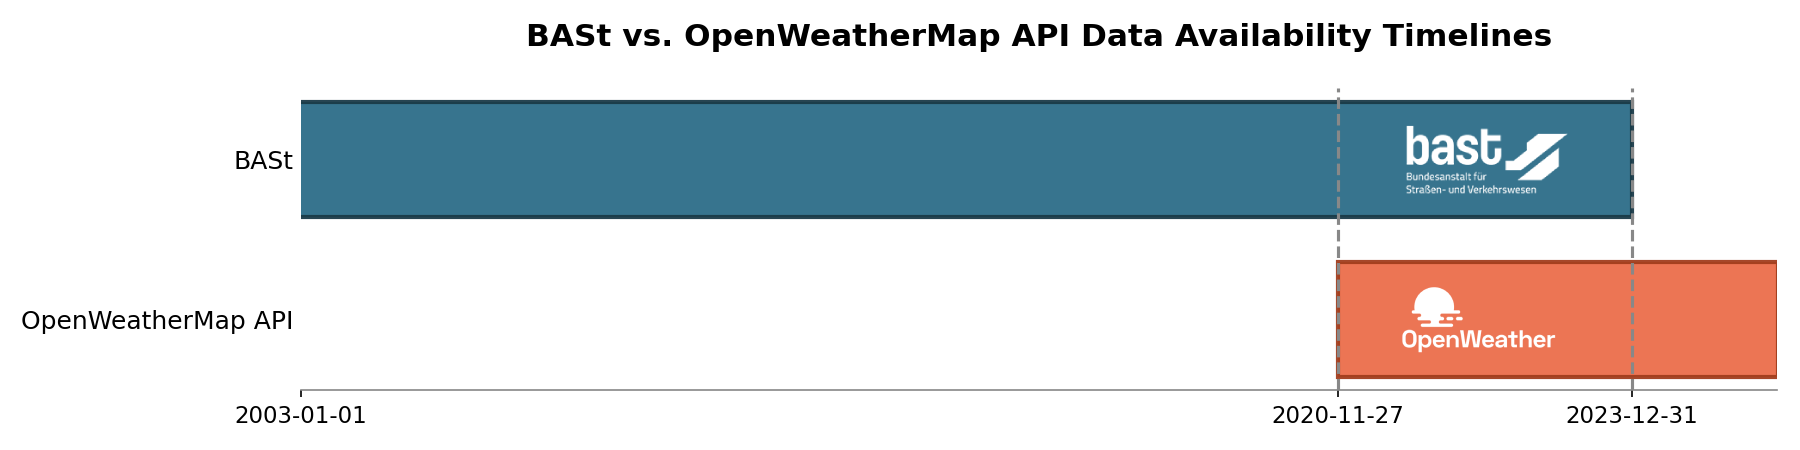 BASt vs. OpenWeatherMap API Data Availability Timelines
BASt
bast
Bundesanstalt für
Straßen- und Verkehrswesen
OpenWeatherMap API
OpenWeather
2003-01-01
2020-11-27
2023-12-31